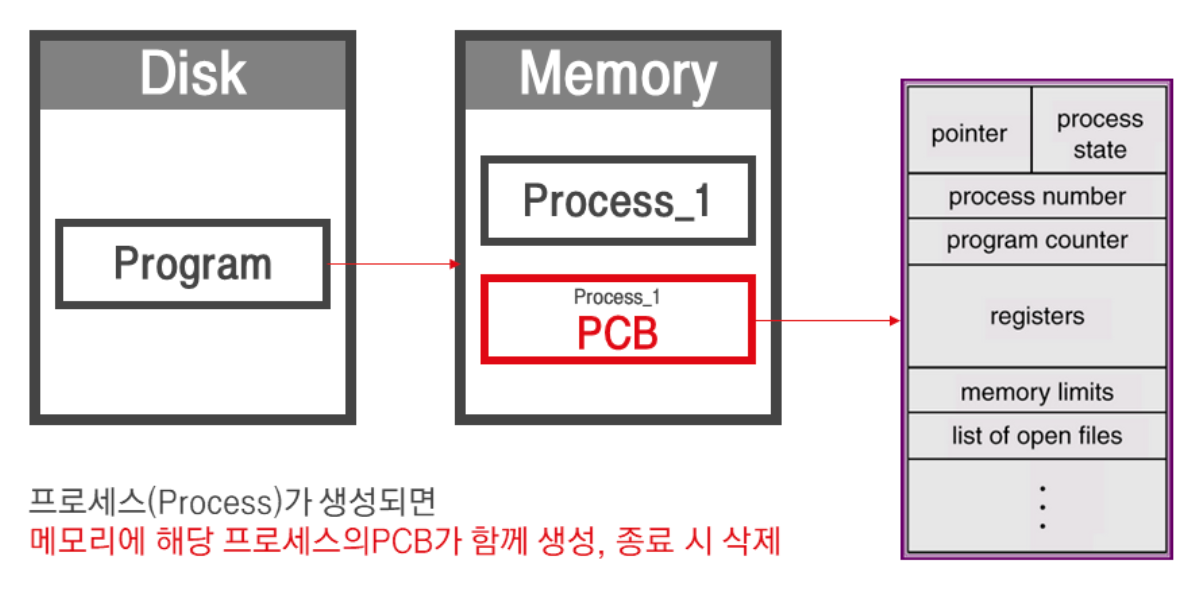 Disk
Program
Memory
Process_1
Process_1
PCB
pointer
process
state
process number
program counter
registers
memory limits
list of open files
프로세스(Process)가 생성되면
메모리에 해당 프로세스의PCB가 함께 생성, 종료 시 삭제